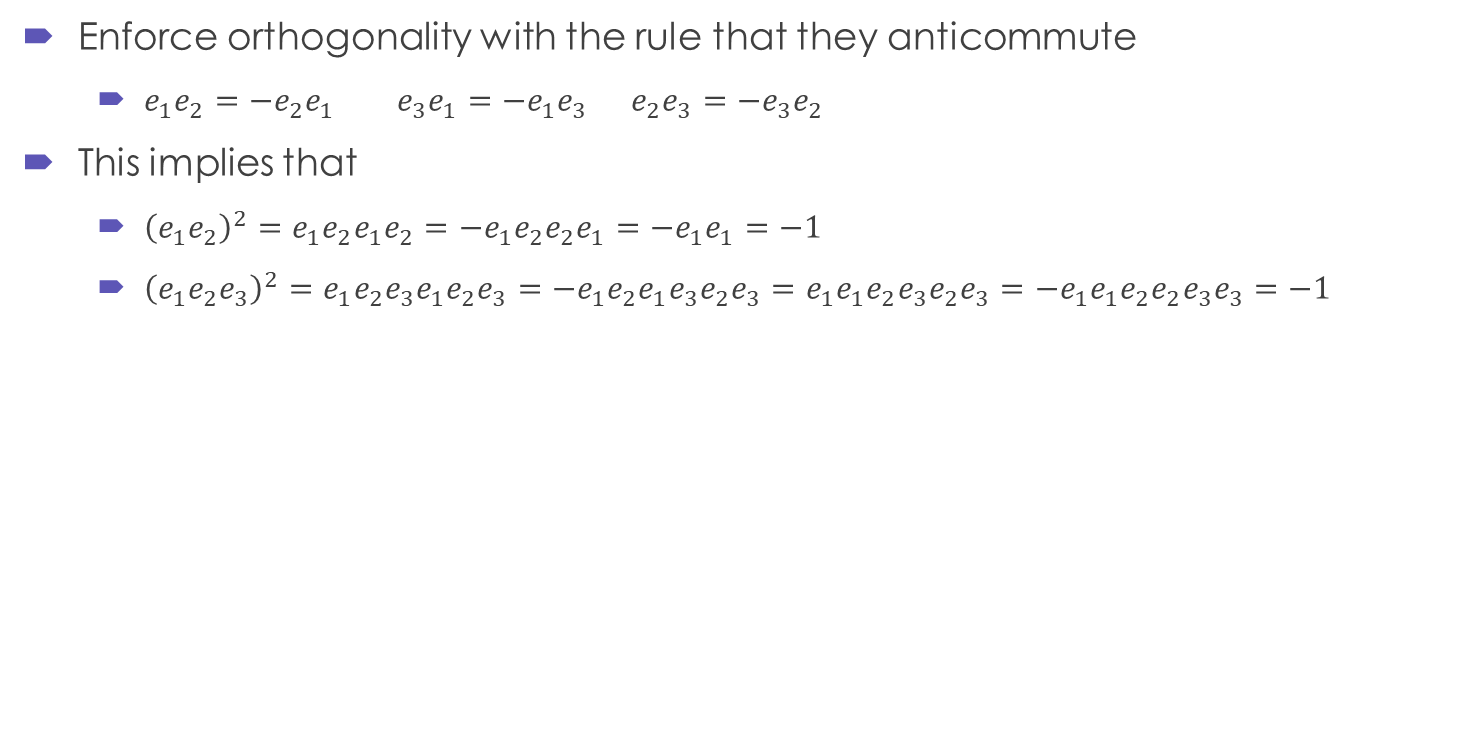 Enforce orthogonality with the rule that they anticommute
e₁e₂ = −e₂e₁ e₃e₁ = −e₁e₃ e₂e₃ = −e₃e₂
This implies that
(e₁e₂)² = e₁e₂e₁e₂ = −e₁e₂e₂e₁ = −e₁e₁ = −1
(e₁e₂e₃)² = e₁e₂e₃e₁e₂e₃ = −e₁e₂e₁e₃e₂e₃ = e₁e₁e₂e₃e₂e₃ = −e₁e₁e₂e₂e₃e₃ = −1